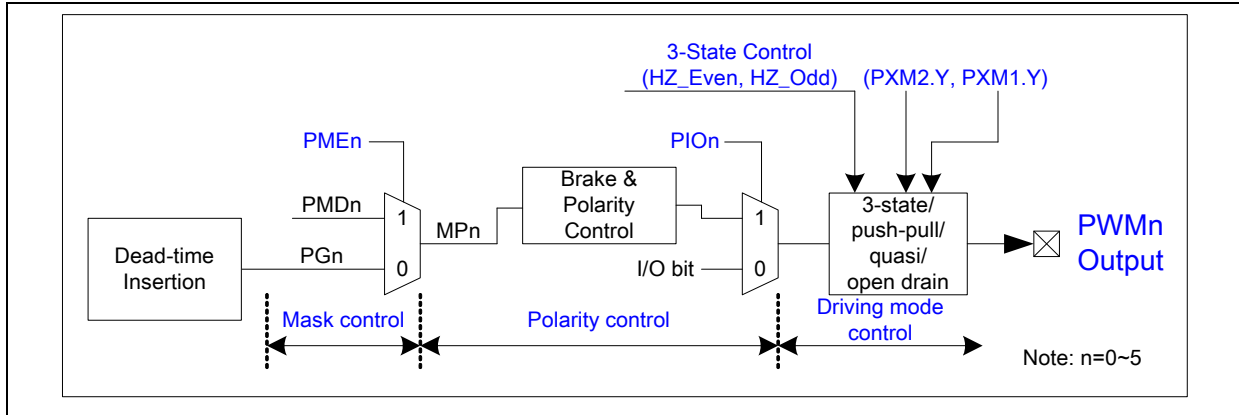 3-State Control
(HZ_Even, HZ_Odd)
(PXM2.Y, PXM1.Y)
PMEn
PIOn
PMDn
1
PGn
0
MPn
Dead-time
Insertion
Brake &
Polarity
Control
1
I/O bit
0
3-state/
push-pull/
quasi/
open drain
PWMn
Output
Mask control
Polarity control
Driving mode
control
Note: n=0~5